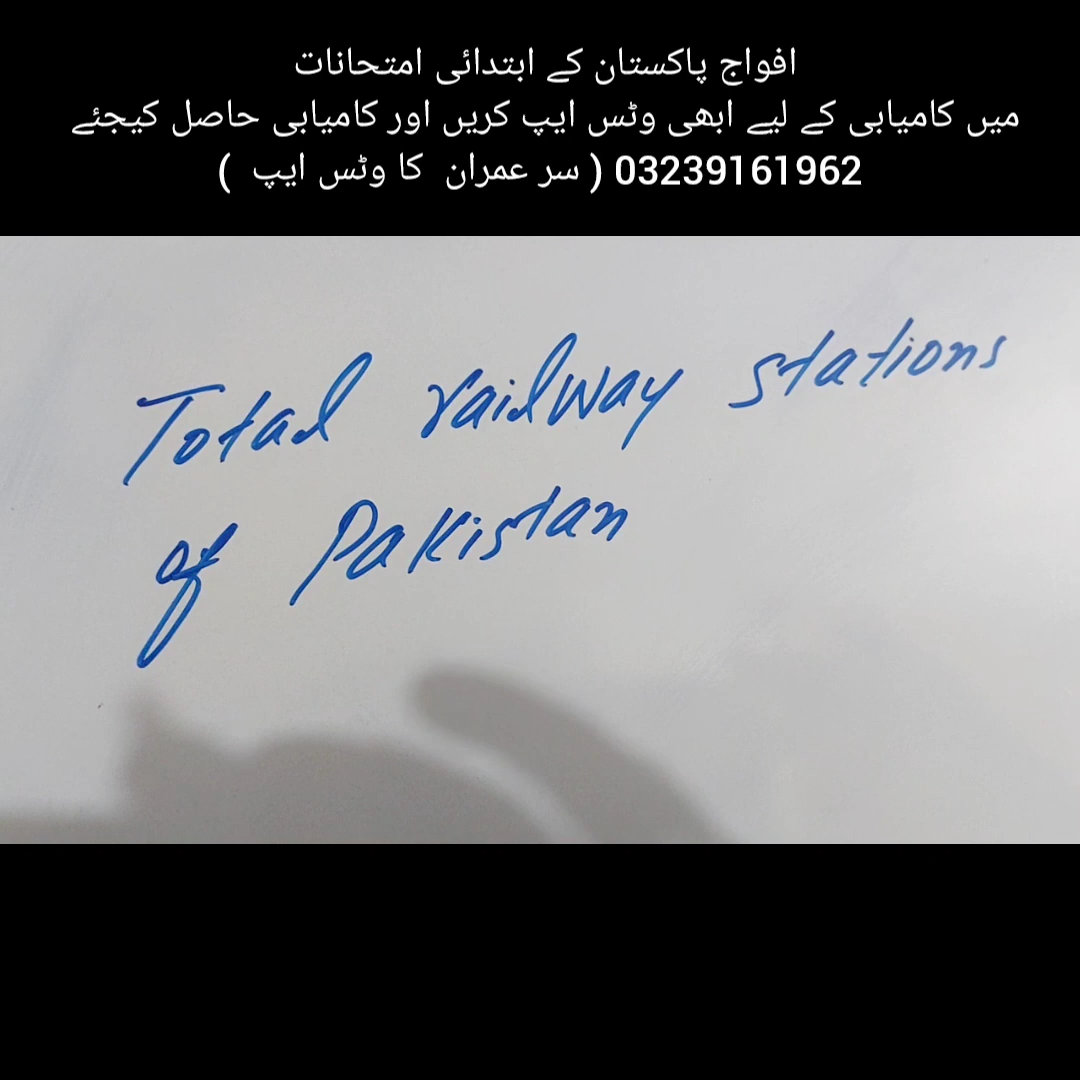 افواج پاکستان کے ابتدائی امتحانات
میں کامیابی کے لیے ابھی وٹس ایپ کریں اور کامیابی حاصل کیجئے
03239161962 ( سر عمران کا وٹس ایپ )
Total railway stations
of Pakistan